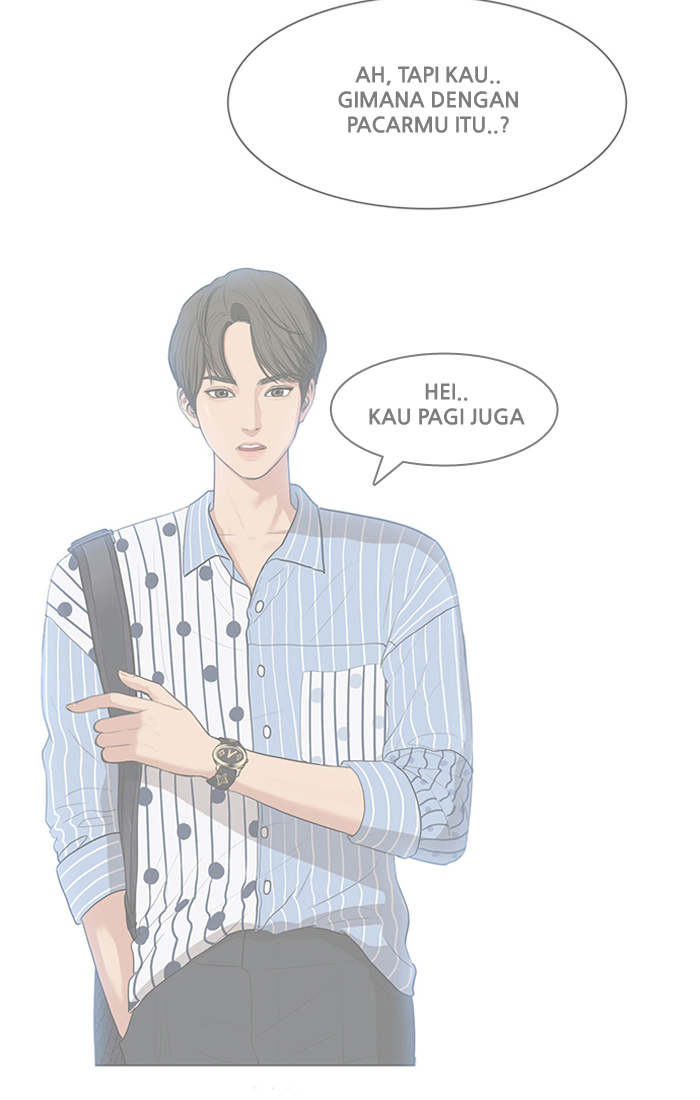 AH, TAPI KAU..
GIMANA DENGAN
PACARMU ITU..?
HEI..
KAU PAGI JUGA